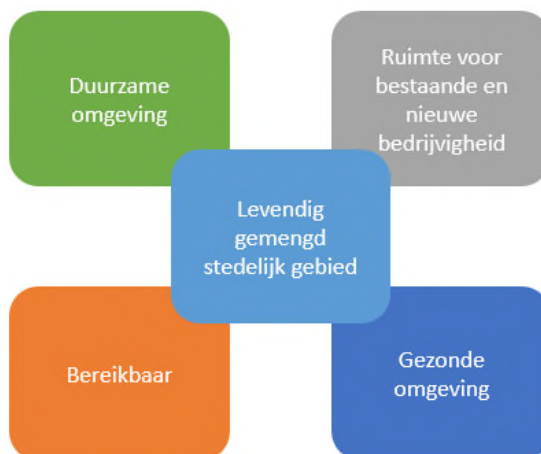 Duurzame
omgeving
Ruimte voor
bestaande en
nieuwe
bedrijvigheid
Levendig
gemengd
stedelijk gebied
Bereikbaar
Gezonde
omgeving